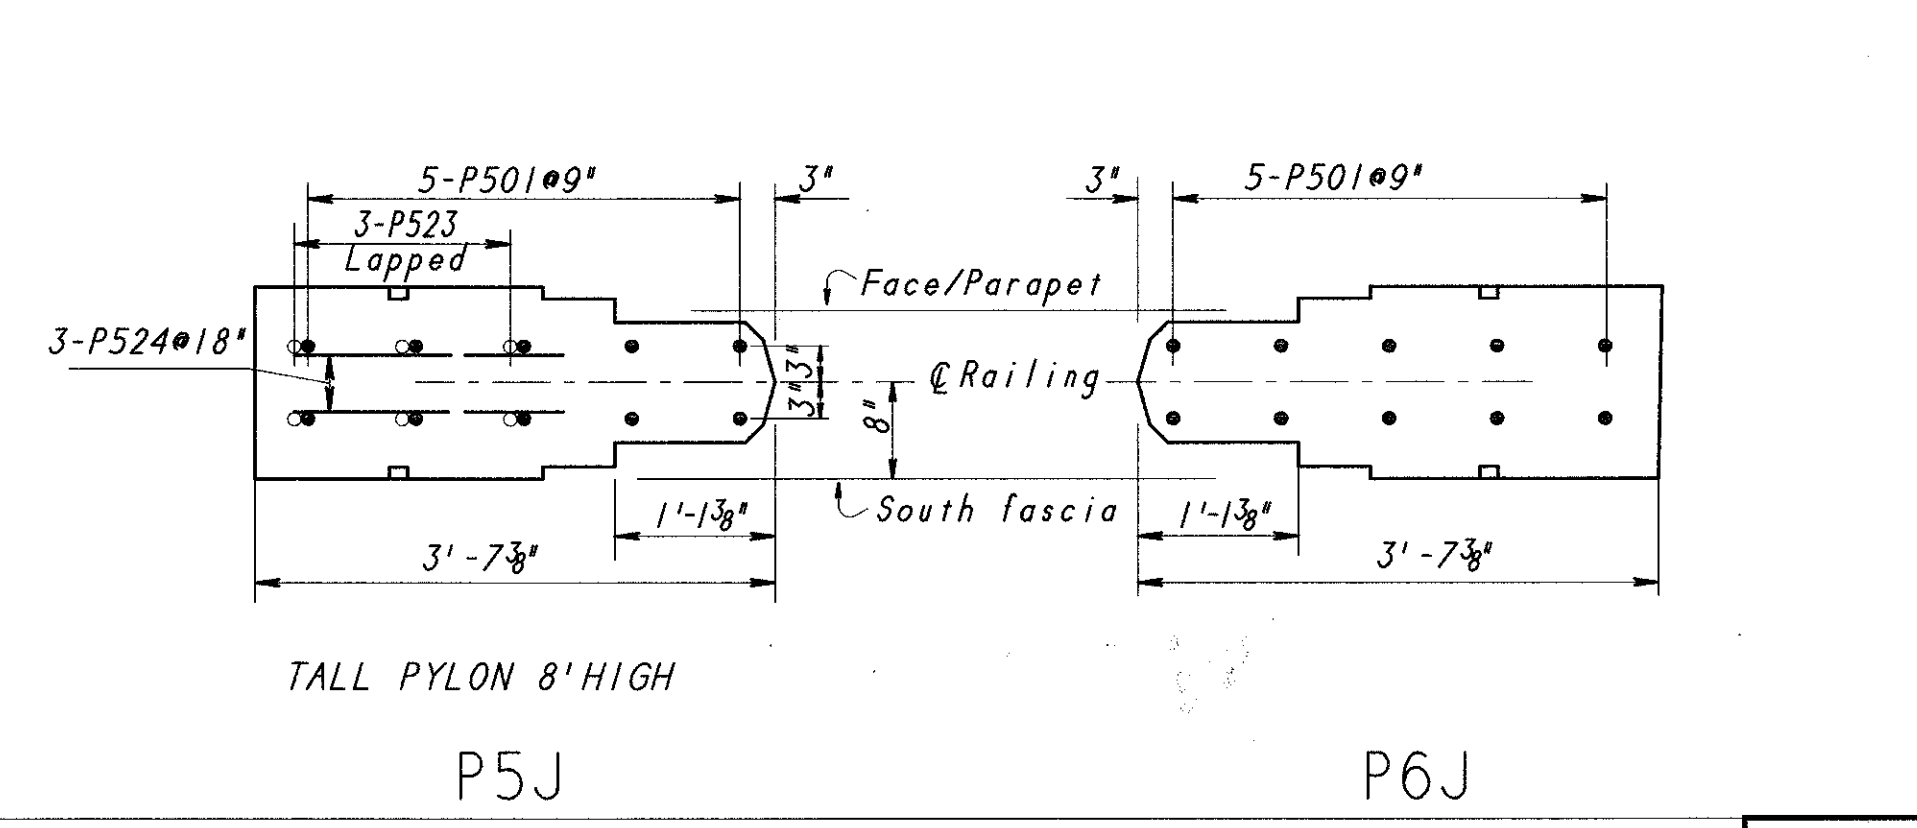 5-P501@9"
3"
3"
5-P501@9"
3-P523
Lapped
Face/Parapet
3-P524@18"
3"
3"
℄ Railing
8"
South fascia
1'-1⅜"
1'-1⅜"
3'-7⅜"
3'-7⅜"
TALL PYLON 8'HIGH
P5J
P6J